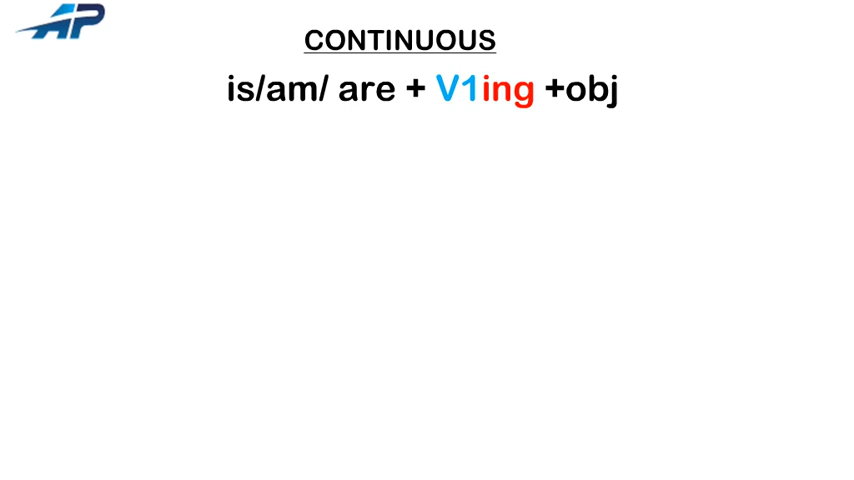 AP
CONTINUOUS
is/am/ are + V1ing +obj